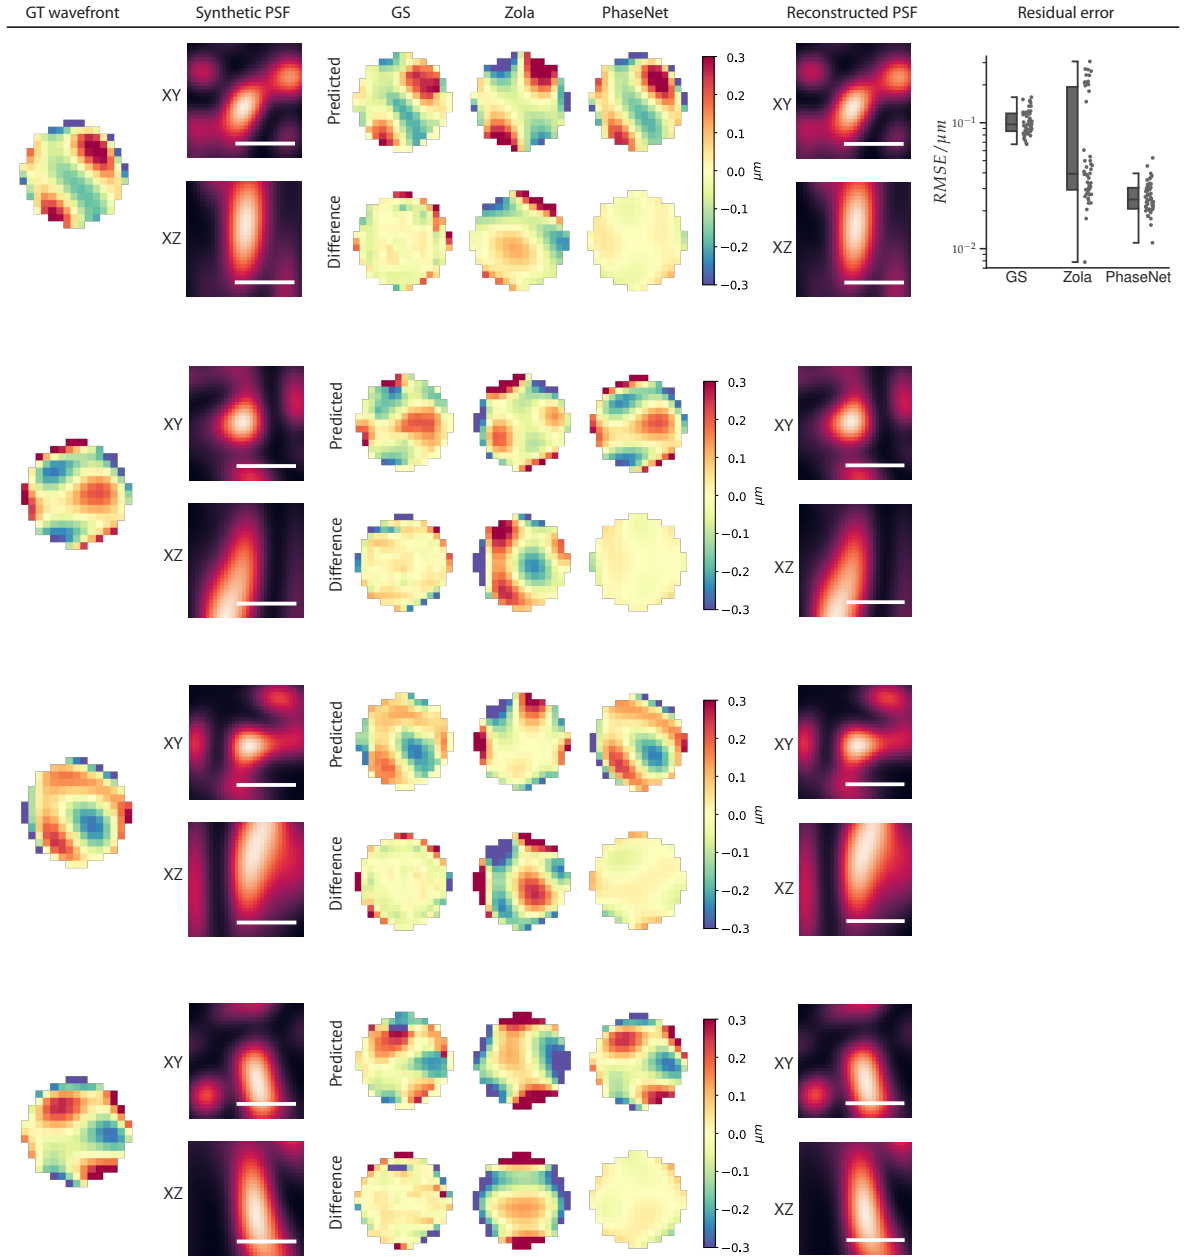 GT wavefront Synthetic PSF GS Zola PhaseNet Reconstructed PSF Residual error
XY Predicted 0.3 0.2 0.1 0.0 −0.1 −0.2 −0.3 μm XY
XZ Difference XZ
RMSE/μm 10⁻¹ 10⁻²
GS Zola PhaseNet
XY Predicted 0.3 0.2 0.1 0.0 −0.1 −0.2 −0.3 μm XY
XZ Difference XZ
XY Predicted 0.3 0.2 0.1 0.0 −0.1 −0.2 −0.3 μm XY
XZ Difference XZ
XY Predicted 0.3 0.2 0.1 0.0 −0.1 −0.2 −0.3 μm XY
XZ Difference XZ